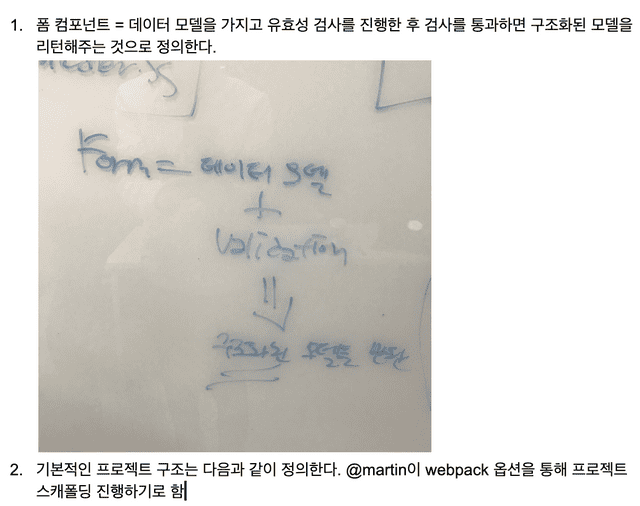 1. 폼 컴포넌트 = 데이터 모델을 가지고 유효성 검사를 진행한 후 검사를 통과하면 구조화된 모델을
리턴해주는 것으로 정의한다.
Form = 데이터 모델
+
Validation
구조화된 모델을
2. 기본적인 프로젝트 구조는 다음과 같이 정의한다. @martin이 webpack 옵션을 통해 프로젝트
스캐폴딩 진행하기로 함